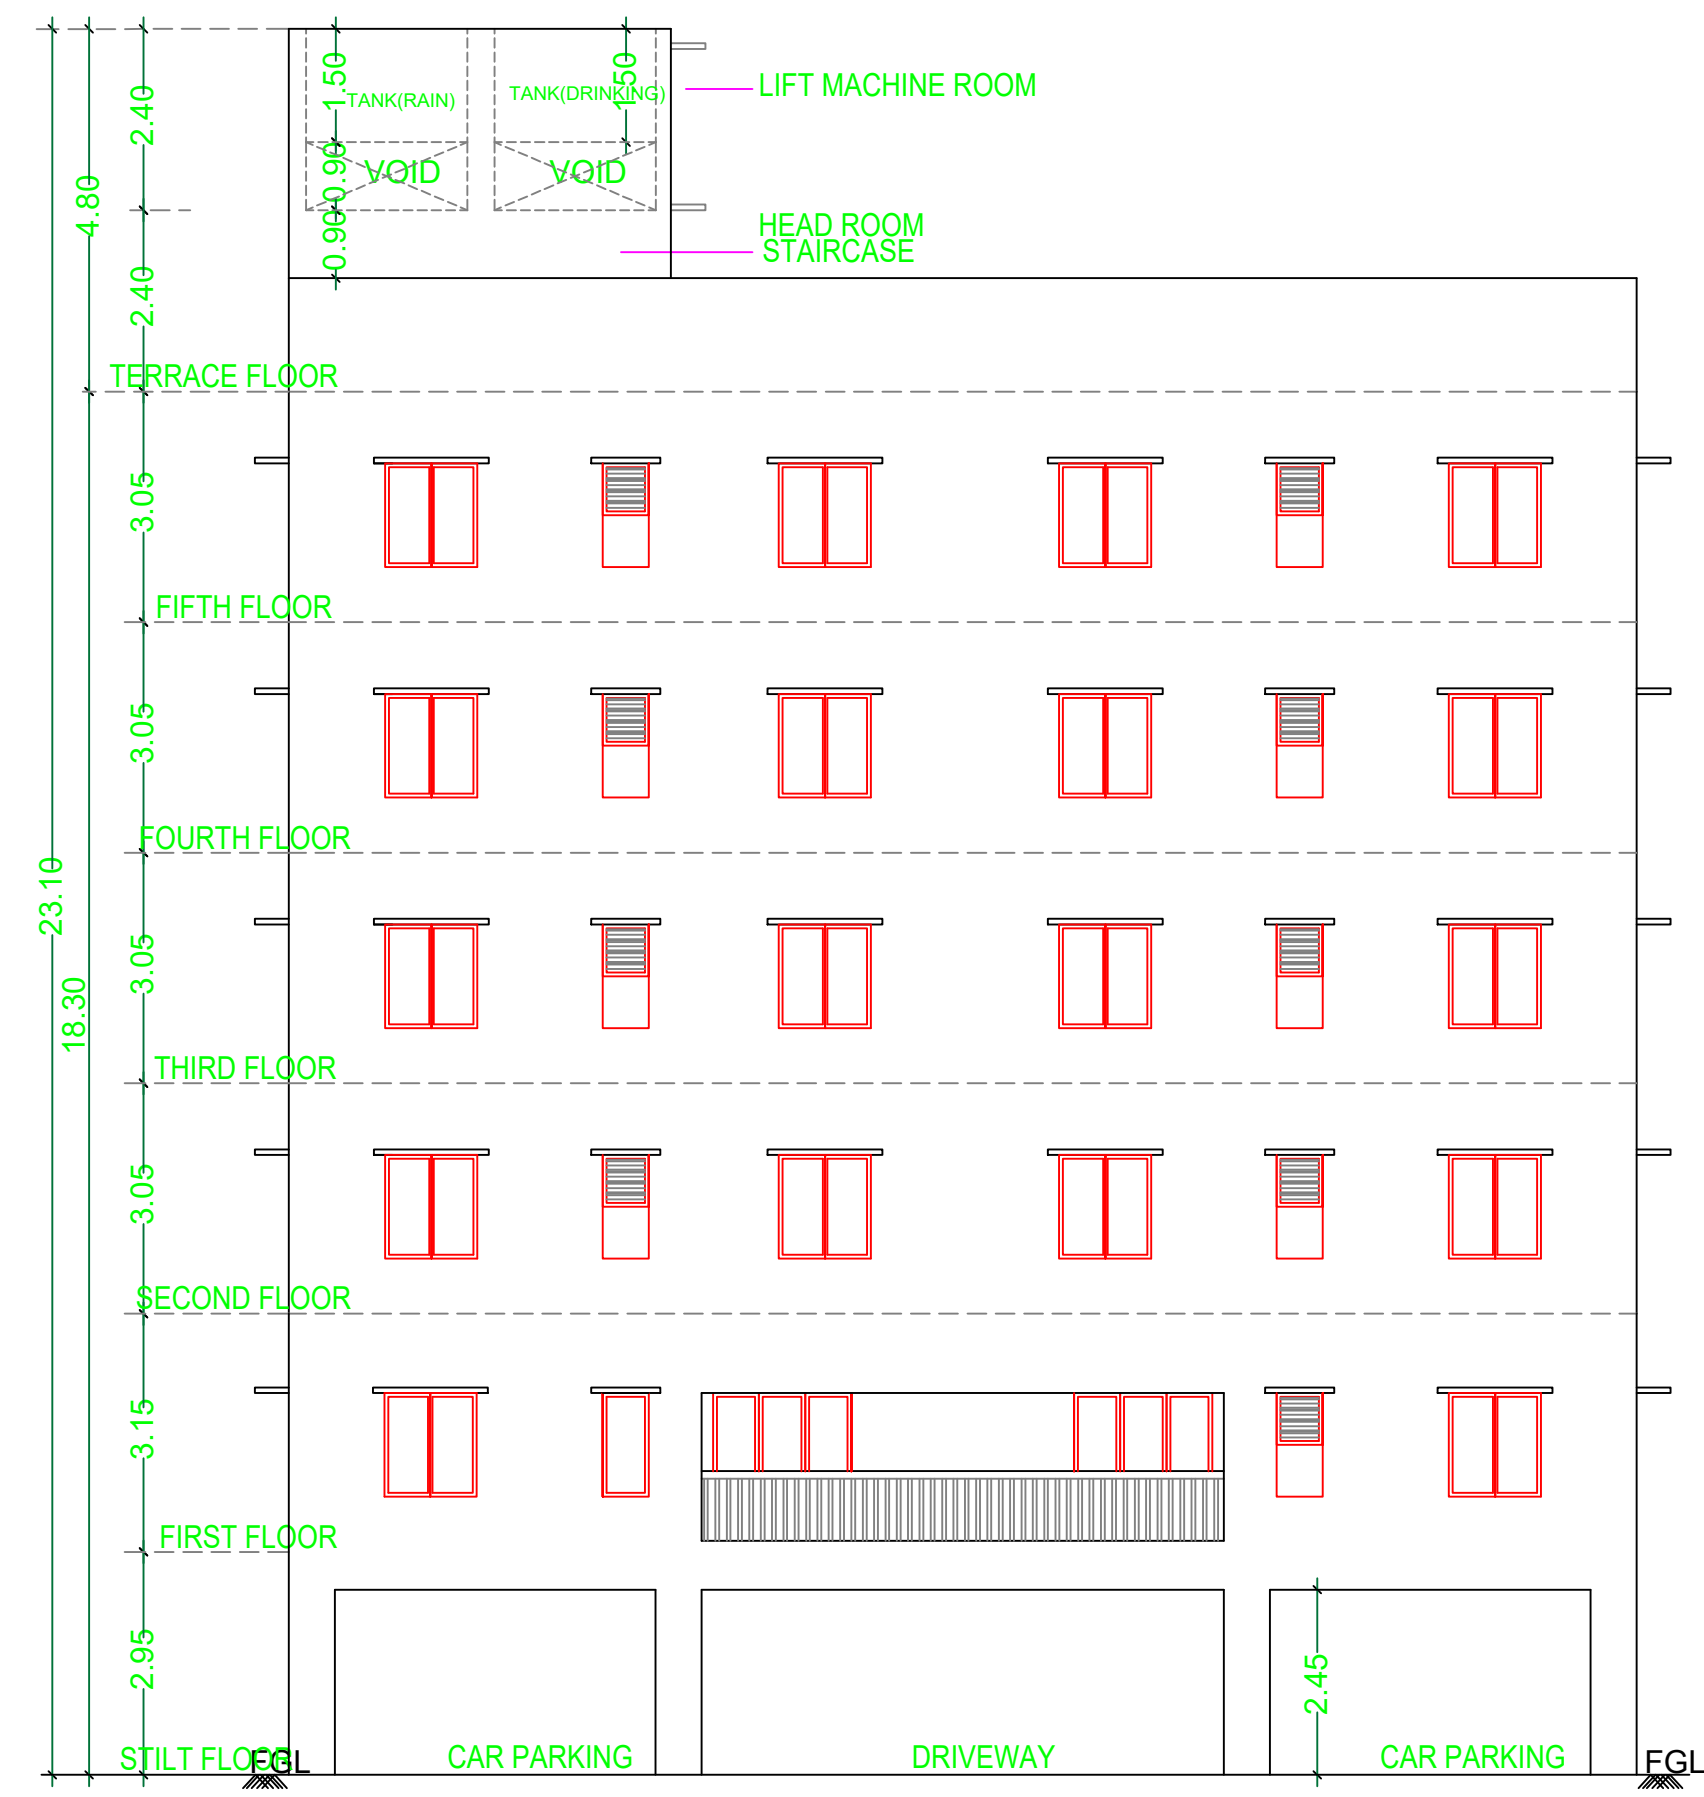 2.40
4.80
2.40
1.50
TANK(RAIN)
TANK(DRINKING)
1.50
LIFT MACHINE ROOM
0.90
VOID
VOID
0.90
HEAD ROOM
STAIRCASE
TERRACE FLOOR
3.05
FIFTH FLOOR
3.05
FOURTH FLOOR
23.10
18.30
3.05
THIRD FLOOR
3.05
SECOND FLOOR
3.15
FIRST FLOOR
2.95
2.45
STILT FLOOR
FGL
CAR PARKING
DRIVEWAY
CAR PARKING
FGL